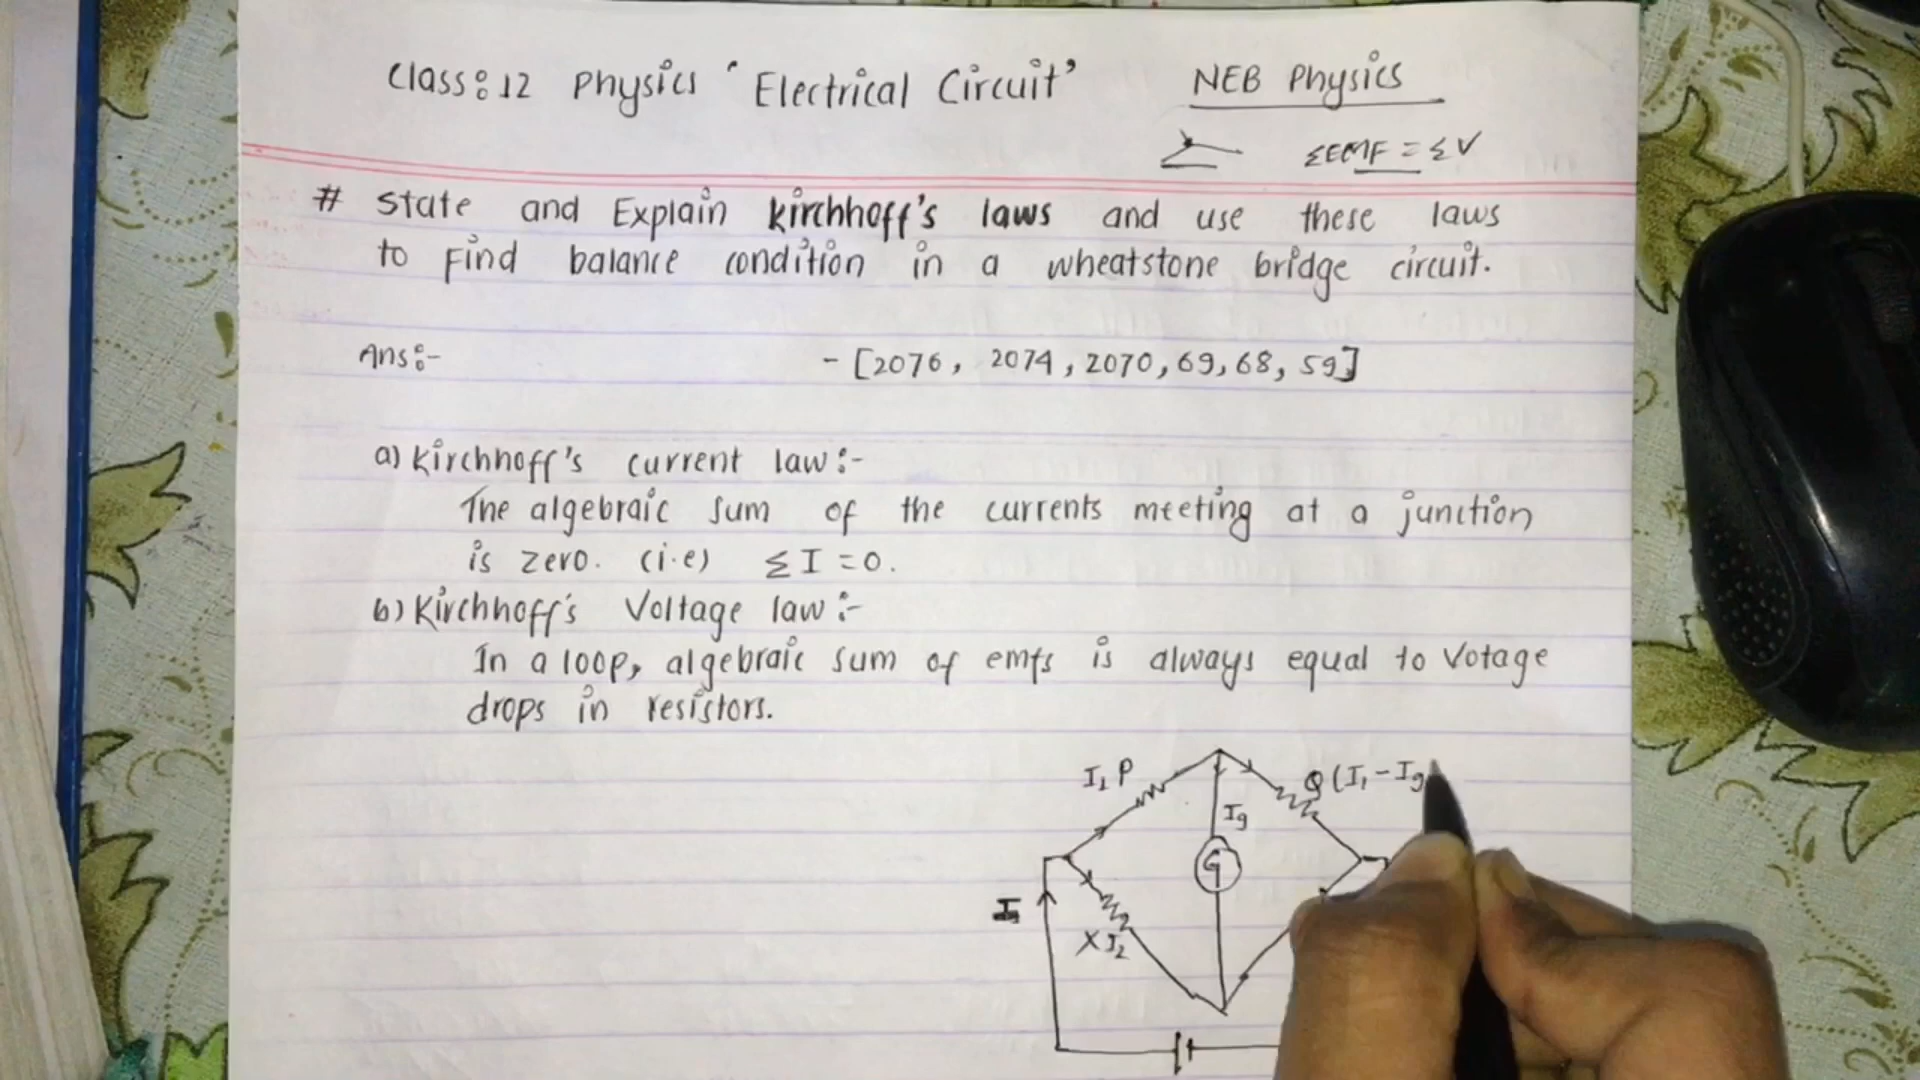 Class: 12 Physics 'Electrical Circuit'
NEB Physics
ΣEMF = ΣV
# State and Explain Kirchhoff's laws and use these laws
to Find balance condition in a wheatstone bridge circuit.
Ans:-
- [2076, 2074, 2070, 69, 68, 59]
a) Kirchhoff's current law:-
The algebraic sum of the currents meeting at a junction
is zero. (i.e) ΣI = 0.
b) Kirchhoff's Voltage law:-
In a loop, algebraic sum of emfs is always equal to Votage
drops in resistors.
I₁ P
Q (I₁ - Ig
Ig
G
I
X I₂